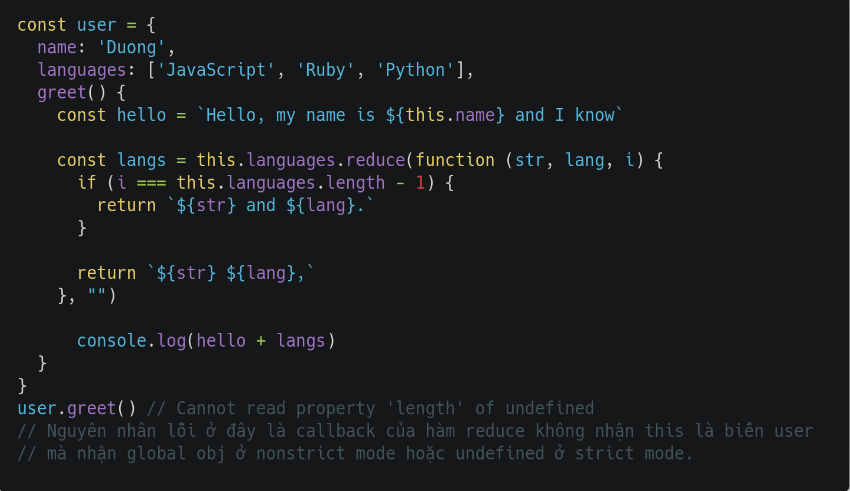 const user = {
  name: 'Duong',
  languages: ['JavaScript', 'Ruby', 'Python'],
  greet() {
    const hello = `Hello, my name is ${this.name} and I know`
    const langs = this.languages.reduce(function (str, lang, i) {
      if (i === this.languages.length - 1) {
        return `${str} and ${lang}.`
      }
      return `${str} ${lang},`
    }, "")
      console.log(hello + langs)
  }
}
user.greet() // Cannot read property 'length' of undefined
// Nguyên nhân lỗi ở đây là callback của hàm reduce không nhận this là biến user
// mà nhận global obj ở nonstrict mode hoặc undefined ở strict mode.